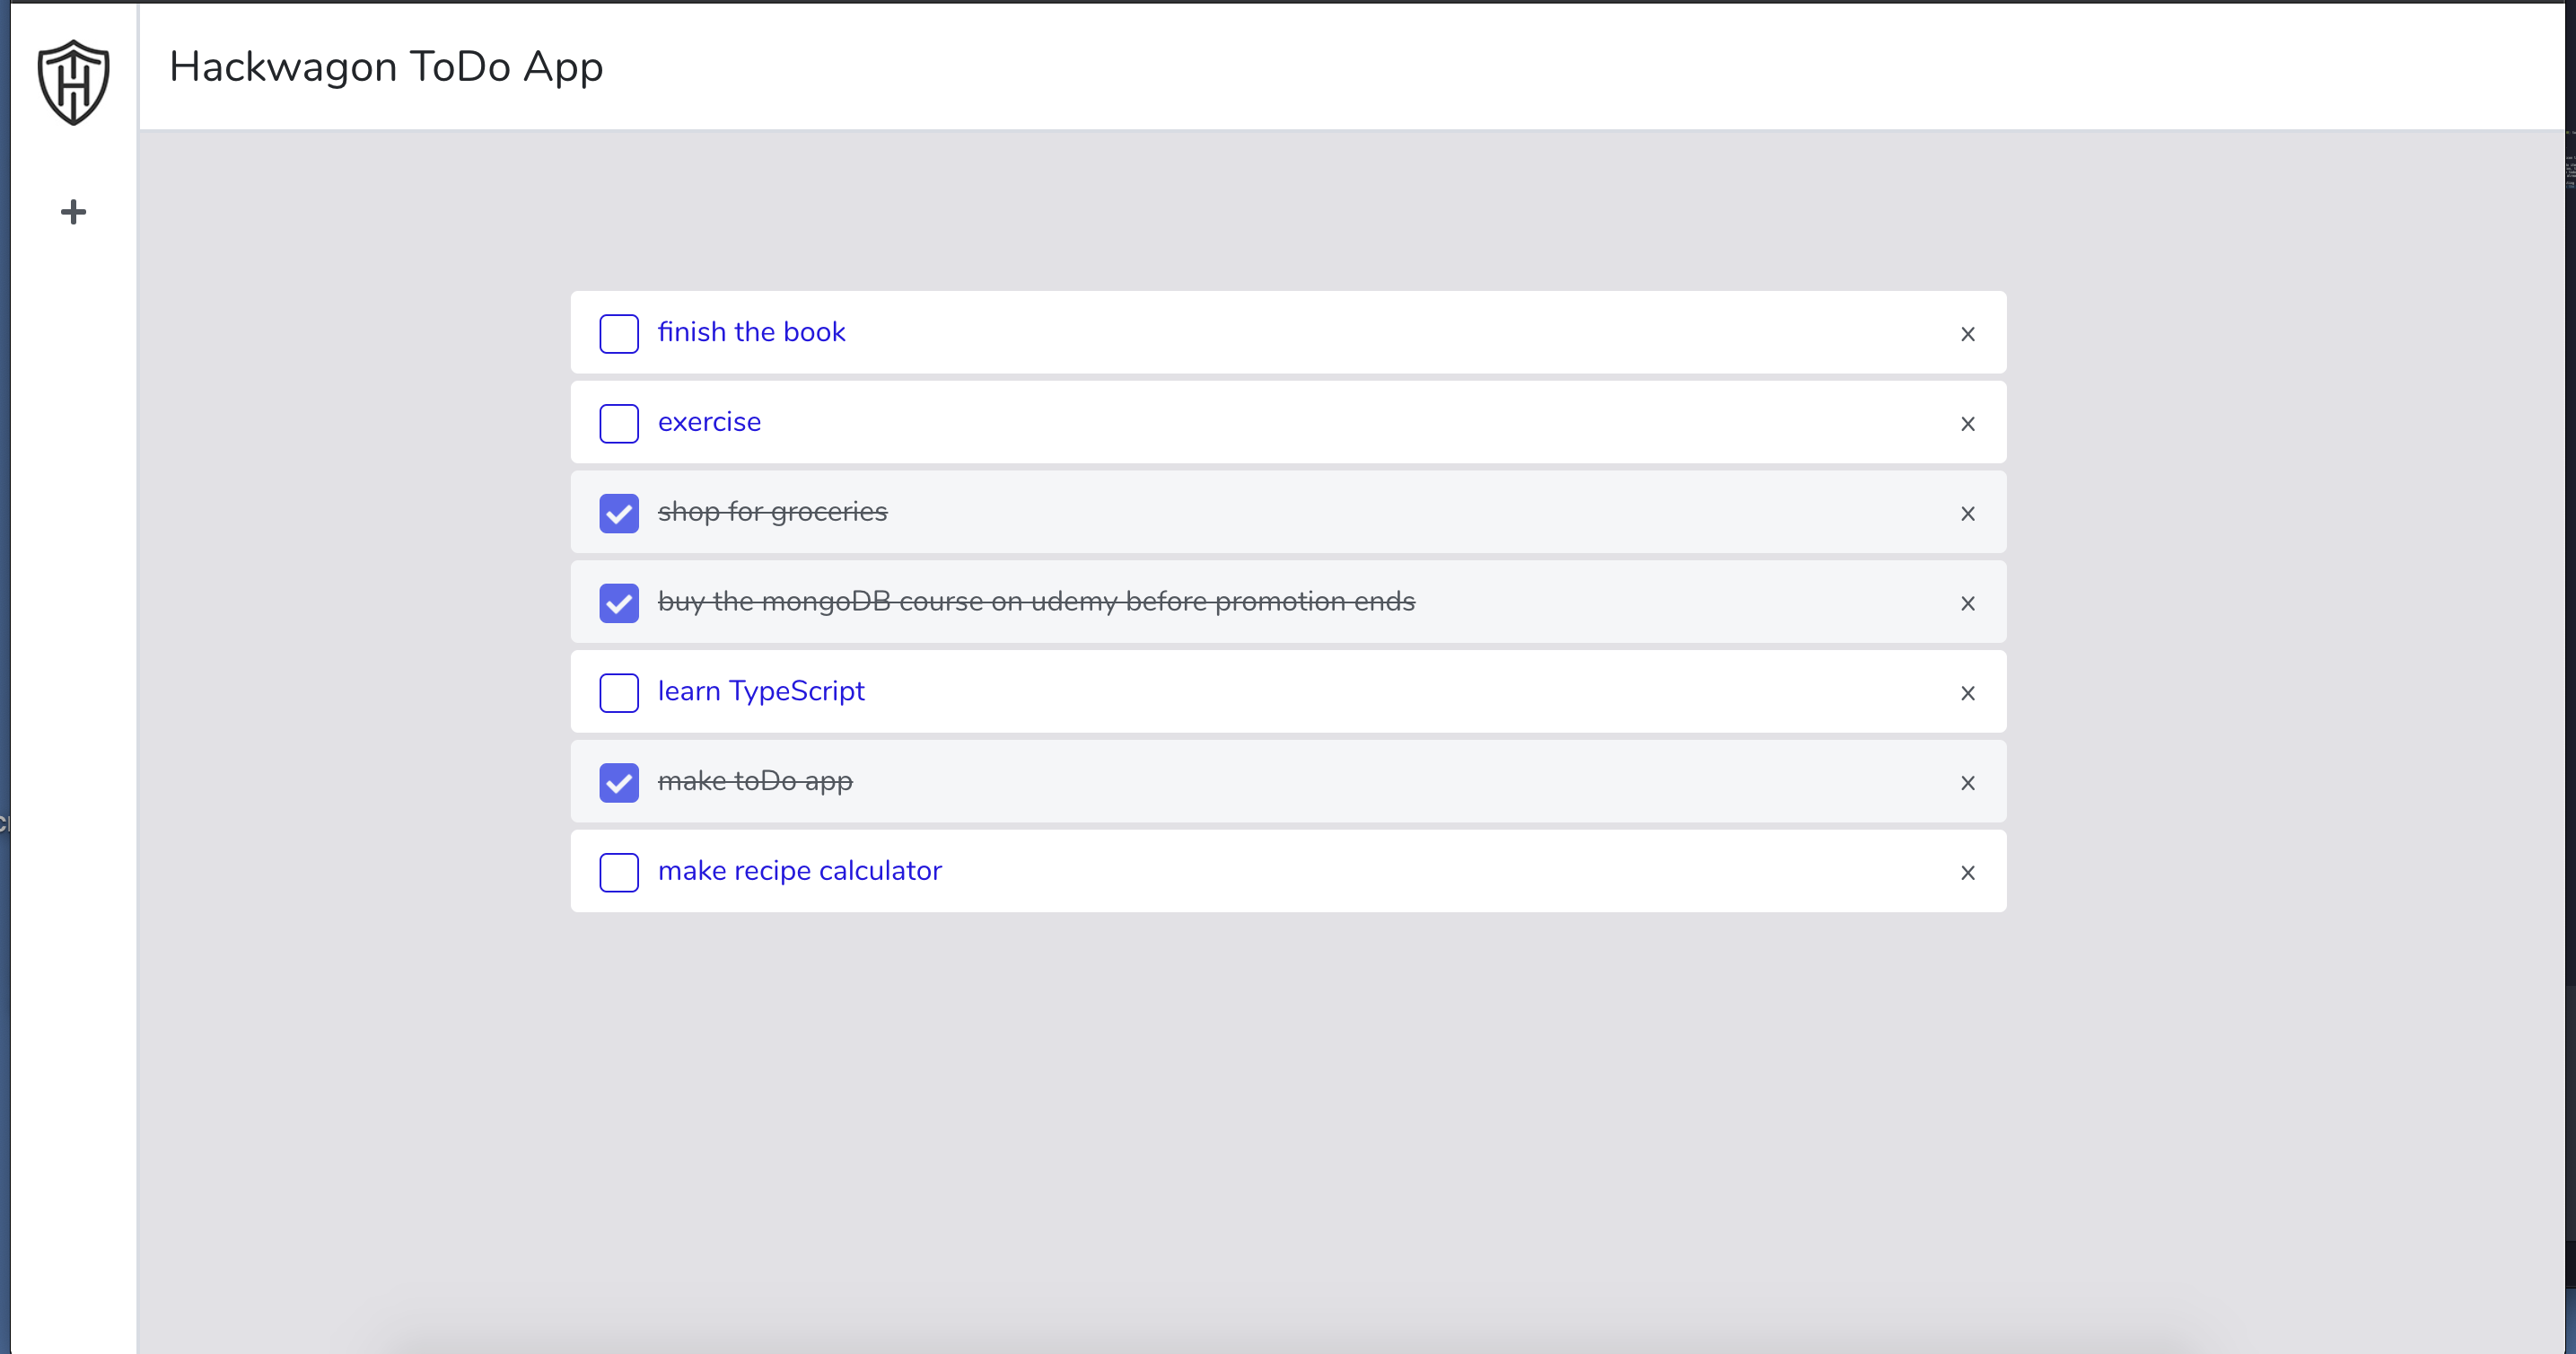 Hackwagon ToDo App
finish the book
x
exercise
x
shop for groceries
x
buy the mongoDB course on udemy before promotion ends
x
learn TypeScript
x
make toDo app
x
make recipe calculator
x